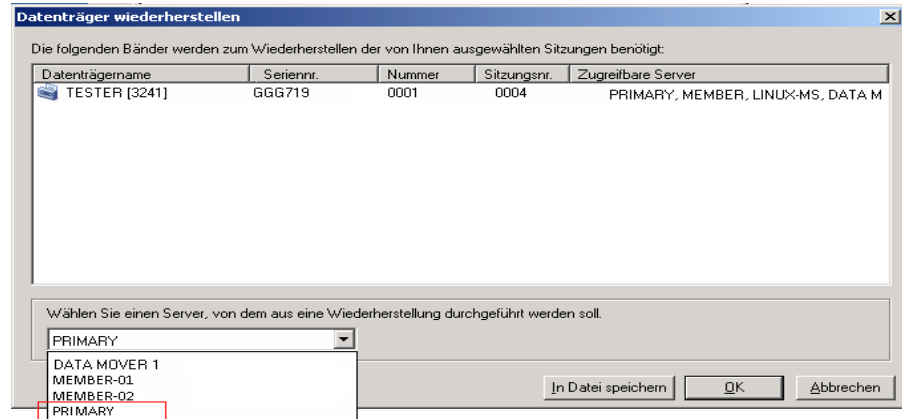 Datenträger wiederherstellen
Die folgenden Bänder werden zum Wiederherstellen der von Ihnen ausgewählten Sitzungen benötigt:
Datenträgername Seriennr. Nummer Sitzungsnr. Zugreifbare Server
TESTER [3241] GGG719 0001 0004 PRIMARY, MEMBER, LINUX-MS, DATA M
Wählen Sie einen Server, von dem aus eine Wiederherstellung durchgeführt werden soll.
PRIMARY
DATA MOVER 1
MEMBER-01
MEMBER-02
PRIMARY
In Datei speichern OK Abbrechen